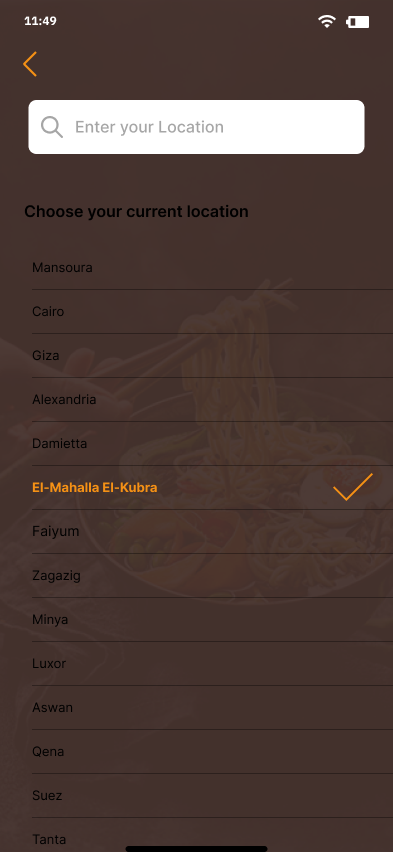 11:49
Enter your Location
Choose your current location
Mansoura
Cairo
Giza
Alexandria
Damietta
El-Mahalla El-Kubra
Faiyum
Zagazig
Minya
Luxor
Aswan
Qena
Suez
Tanta